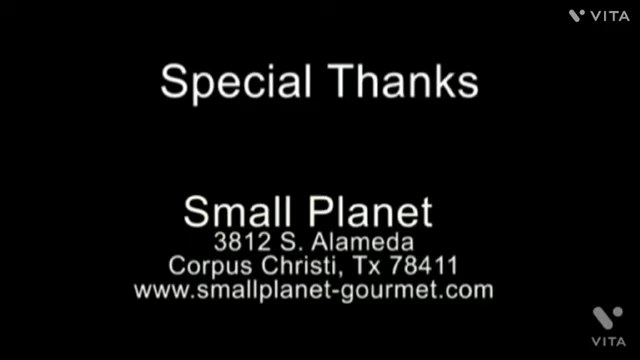 VITA
Special Thanks
Small Planet
3812 S. Alameda
Corpus Christi, Tx 78411
www.smallplanet-gourmet.com
VITA